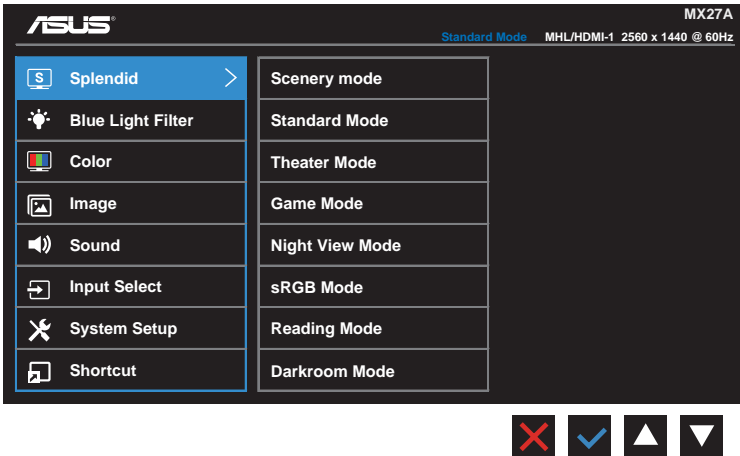 ASUS®
MX27A
Standard Mode MHL/HDMI-1 2560 x 1440 @ 60Hz
S Splendid
Blue Light Filter
Color
Image
Sound
Input Select
System Setup
Shortcut
Scenery mode
Standard Mode
Theater Mode
Game Mode
Night View Mode
sRGB Mode
Reading Mode
Darkroom Mode